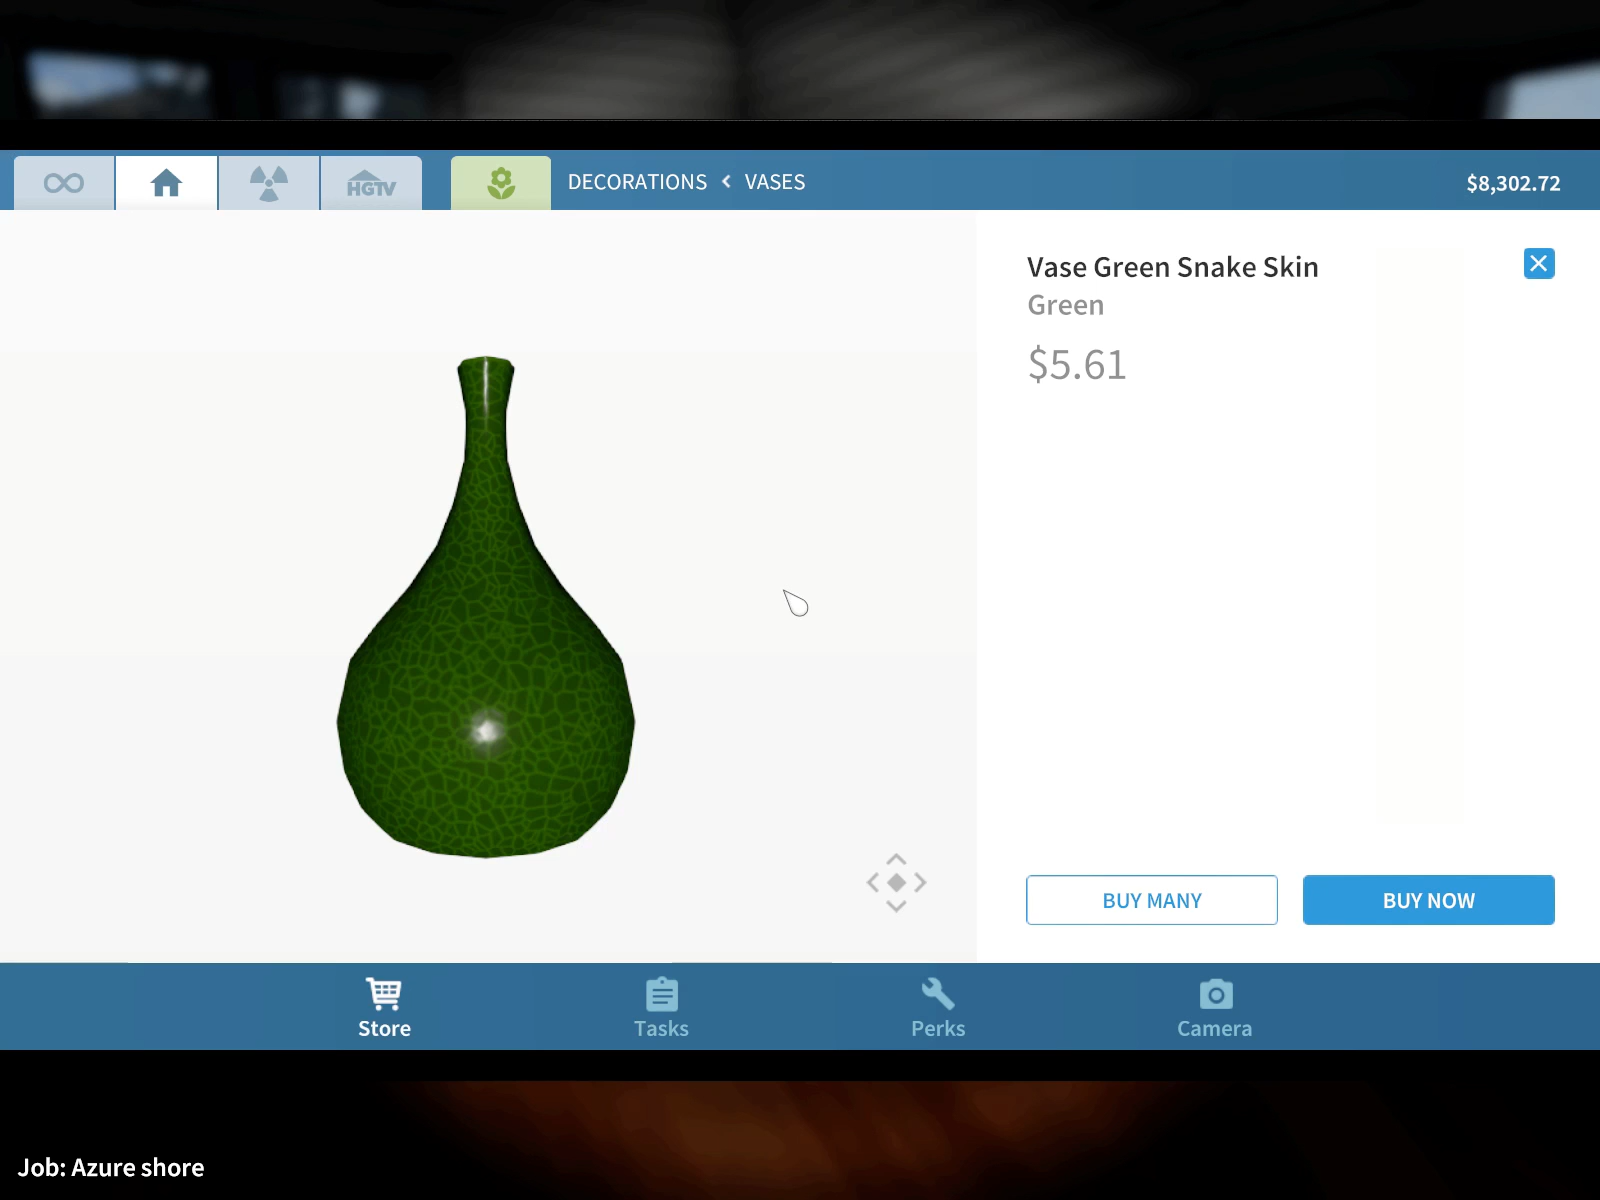 HGTV
DECORATIONS < VASES
$8,302.72
Vase Green Snake Skin
Green
$5.61
BUY MANY
BUY NOW
Store
Tasks
Perks
Camera
Job: Azure shore